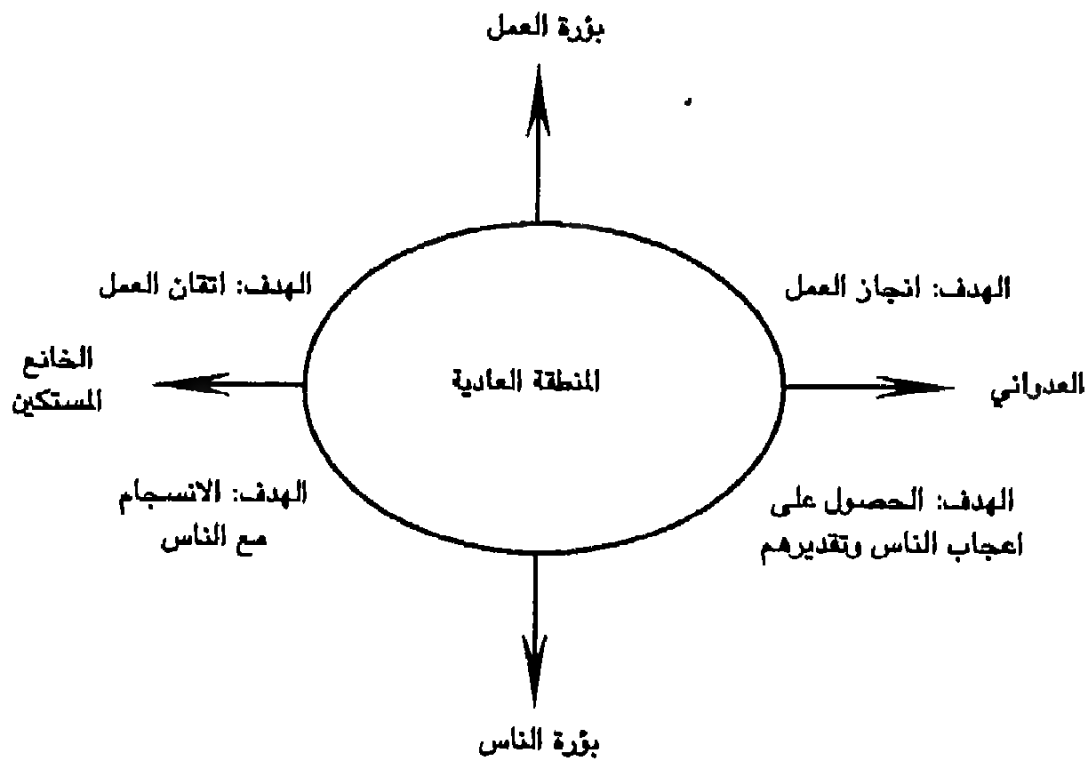 بؤرة العمل
الهدف: انجاز العمل
الهدف: اتقان العمل
العدواني
المنطقة العادية
الخانع
المستكين
الهدف: الحصول على
اعجاب الناس وتقديرهم
الهدف: الانسجام
مع الناس
بؤرة الناس